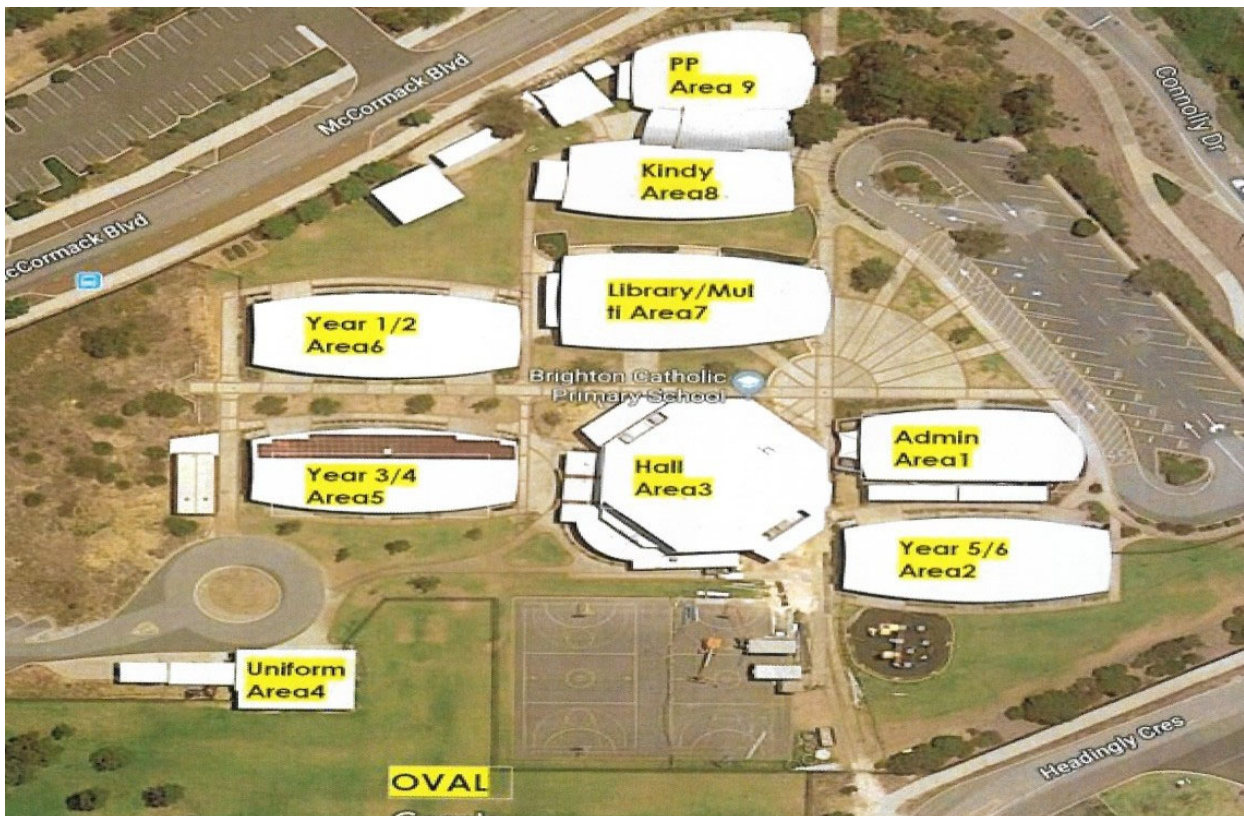 PP
Area 9
McCormack Blvd
Connolly Dr
Kindy
Area8
McCormack Blvd
Library/Mul
ti Area7
Year 1/2
Area6
Brighton Catholic
Primary School
Admin
Area1
Hall
Area3
Year 3/4
Area5
Year 5/6
Area2
Uniform
Area4
Headingly Cres
OVAL